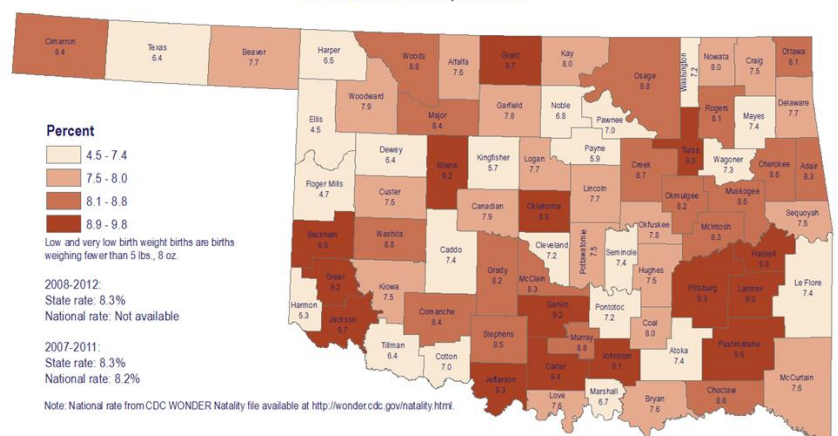 Cimarron
8.4
Texas
6.4
Beaver
7.7
Harper
6.5
Woods
8.8
Alfalfa
7.6
Grant
9.7
Kay
8.0
Osage
8.8
Washington
7.2
Nowata
8.0
Craig
7.5
Ottawa
8.1
Woodward
7.9
Ellis
4.5
Major
8.4
Garfield
7.8
Noble
6.8
Pawnee
7.0
Rogers
8.1
Mayes
7.4
Delaware
7.7
Percent
4.5 - 7.4
7.5 - 8.0
8.1 - 8.8
8.9 - 9.8
Low and very low birth weight births are births
weighing fewer than 5 lbs., 8 oz.
2008-2012:
State rate: 8.3%
National rate: Not available
2007-2011:
State rate: 8.3%
National rate: 8.2%
Dewey
6.4
Blaine
9.2
Kingfisher
5.7
Logan
7.7
Payne
5.9
Creek
8.7
Tulsa
9.0
Wagoner
7.3
Cherokee
8.6
Adair
8.3
Roger Mills
4.7
Custer
7.5
Canadian
7.9
Oklahoma
8.9
Lincoln
7.7
Okmulgee
8.2
Muskogee
8.5
Sequoyah
7.5
Beckham
Washita
8.8
Caddo
7.4
Grady
8.2
Cleveland
7.2
Pottawatomie
7.5
Seminole
7.4
Okfuskee
7.8
McIntosh
8.3
Haskell
Hughes
7.5
Pittsburg
9.3
Latimer
9.0
Le Flore
7.4
Greer
9.2
Kiowa
7.5
McClain
8.3
Harmon
5.3
Jackson
9.7
Comanche
8.4
Garvin
9.2
Pontotoc
7.2
Coal
8.0
Tillman
6.4
Cotton
7.0
Stephens
8.5
Murray
8.8
Johnston
9.1
Atoka
7.4
Pushmataha
McCurtain
7.6
Jefferson
9.3
Carter
9.4
Love
7.6
Marshall
6.7
Bryan
7.6
Choctaw
8.6
Note: National rate from CDC WONDER Natality file available at http://wonder.cdc.gov/natality.html.